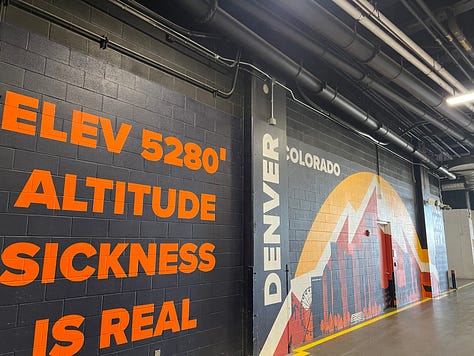 ELEV 5280'
ALTITUDE
SICKNESS
IS REAL
DENVER
COLORADO